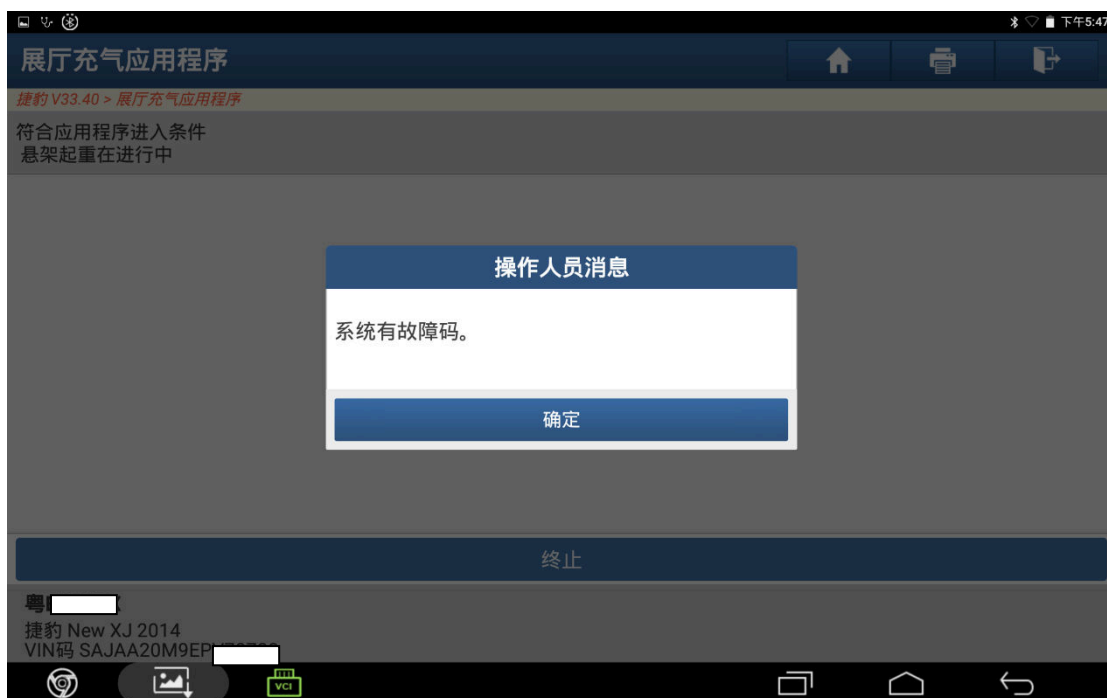 下午5:47
展厅充气应用程序
捷豹 V33.40 > 展厅充气应用程序
符合应用程序进入条件
悬架起重在进行中
操作人员消息
系统有故障码。
确定
终止
粤
捷豹 New XJ 2014
VIN码 SAJAA20M9EP
VCI